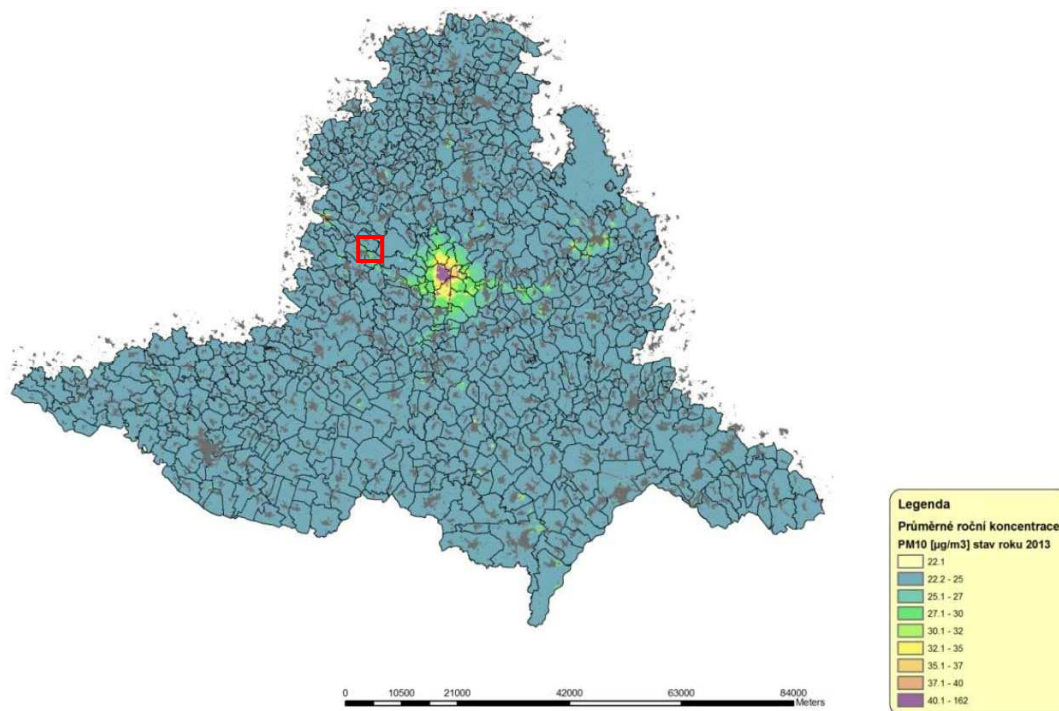 Legenda
Průměrné roční koncentrace
PM10 [µg/m3] stav roku 2013
22.1
22.2 - 25
25.1 - 27
27.1 - 30
30.1 - 32
32.1 - 35
35.1 - 37
37.1 - 40
40.1 - 162
0 10500 21000 42000 63000 84000
Meters